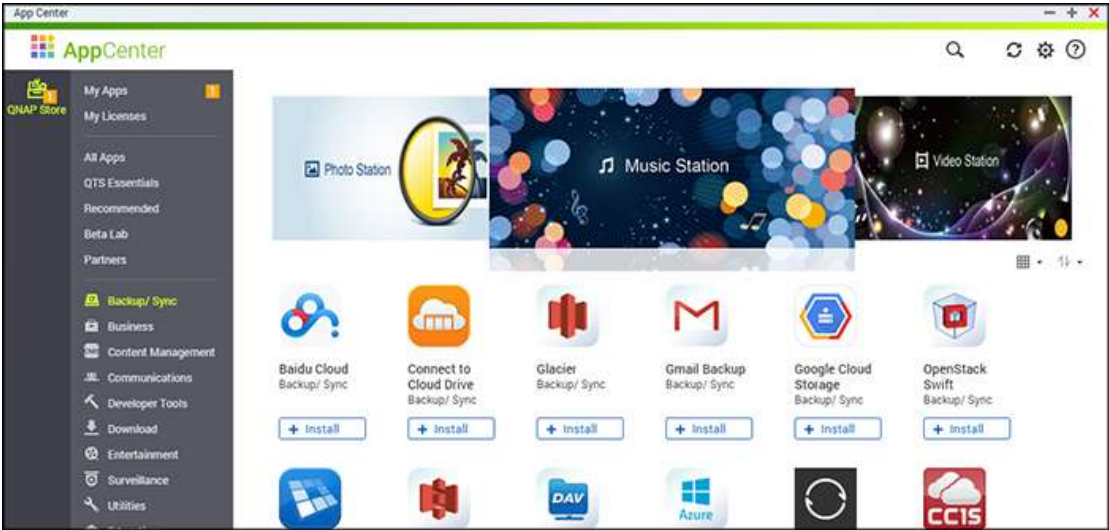 App Center
AppCenter
QNAP Store
1
My Apps
1
My Licenses
All Apps
QTS Essentials
Recommended
Beta Lab
Partners
Backup/ Sync
Business
Content Management
Communications
Developer Tools
Download
Entertainment
Surveillance
Utilities
Photo Station
Music Station
Video Station
Baidu Cloud
Backup/ Sync
+ Install
Connect to
Cloud Drive
Backup/ Sync
+ Install
Glacier
Backup/ Sync
+ Install
Gmail Backup
Backup/ Sync
+ Install
Google Cloud
Storage
Backup/ Sync
+ Install
OpenStack
Swift
Backup/ Sync
+ Install
DAV
Azure
CC1S